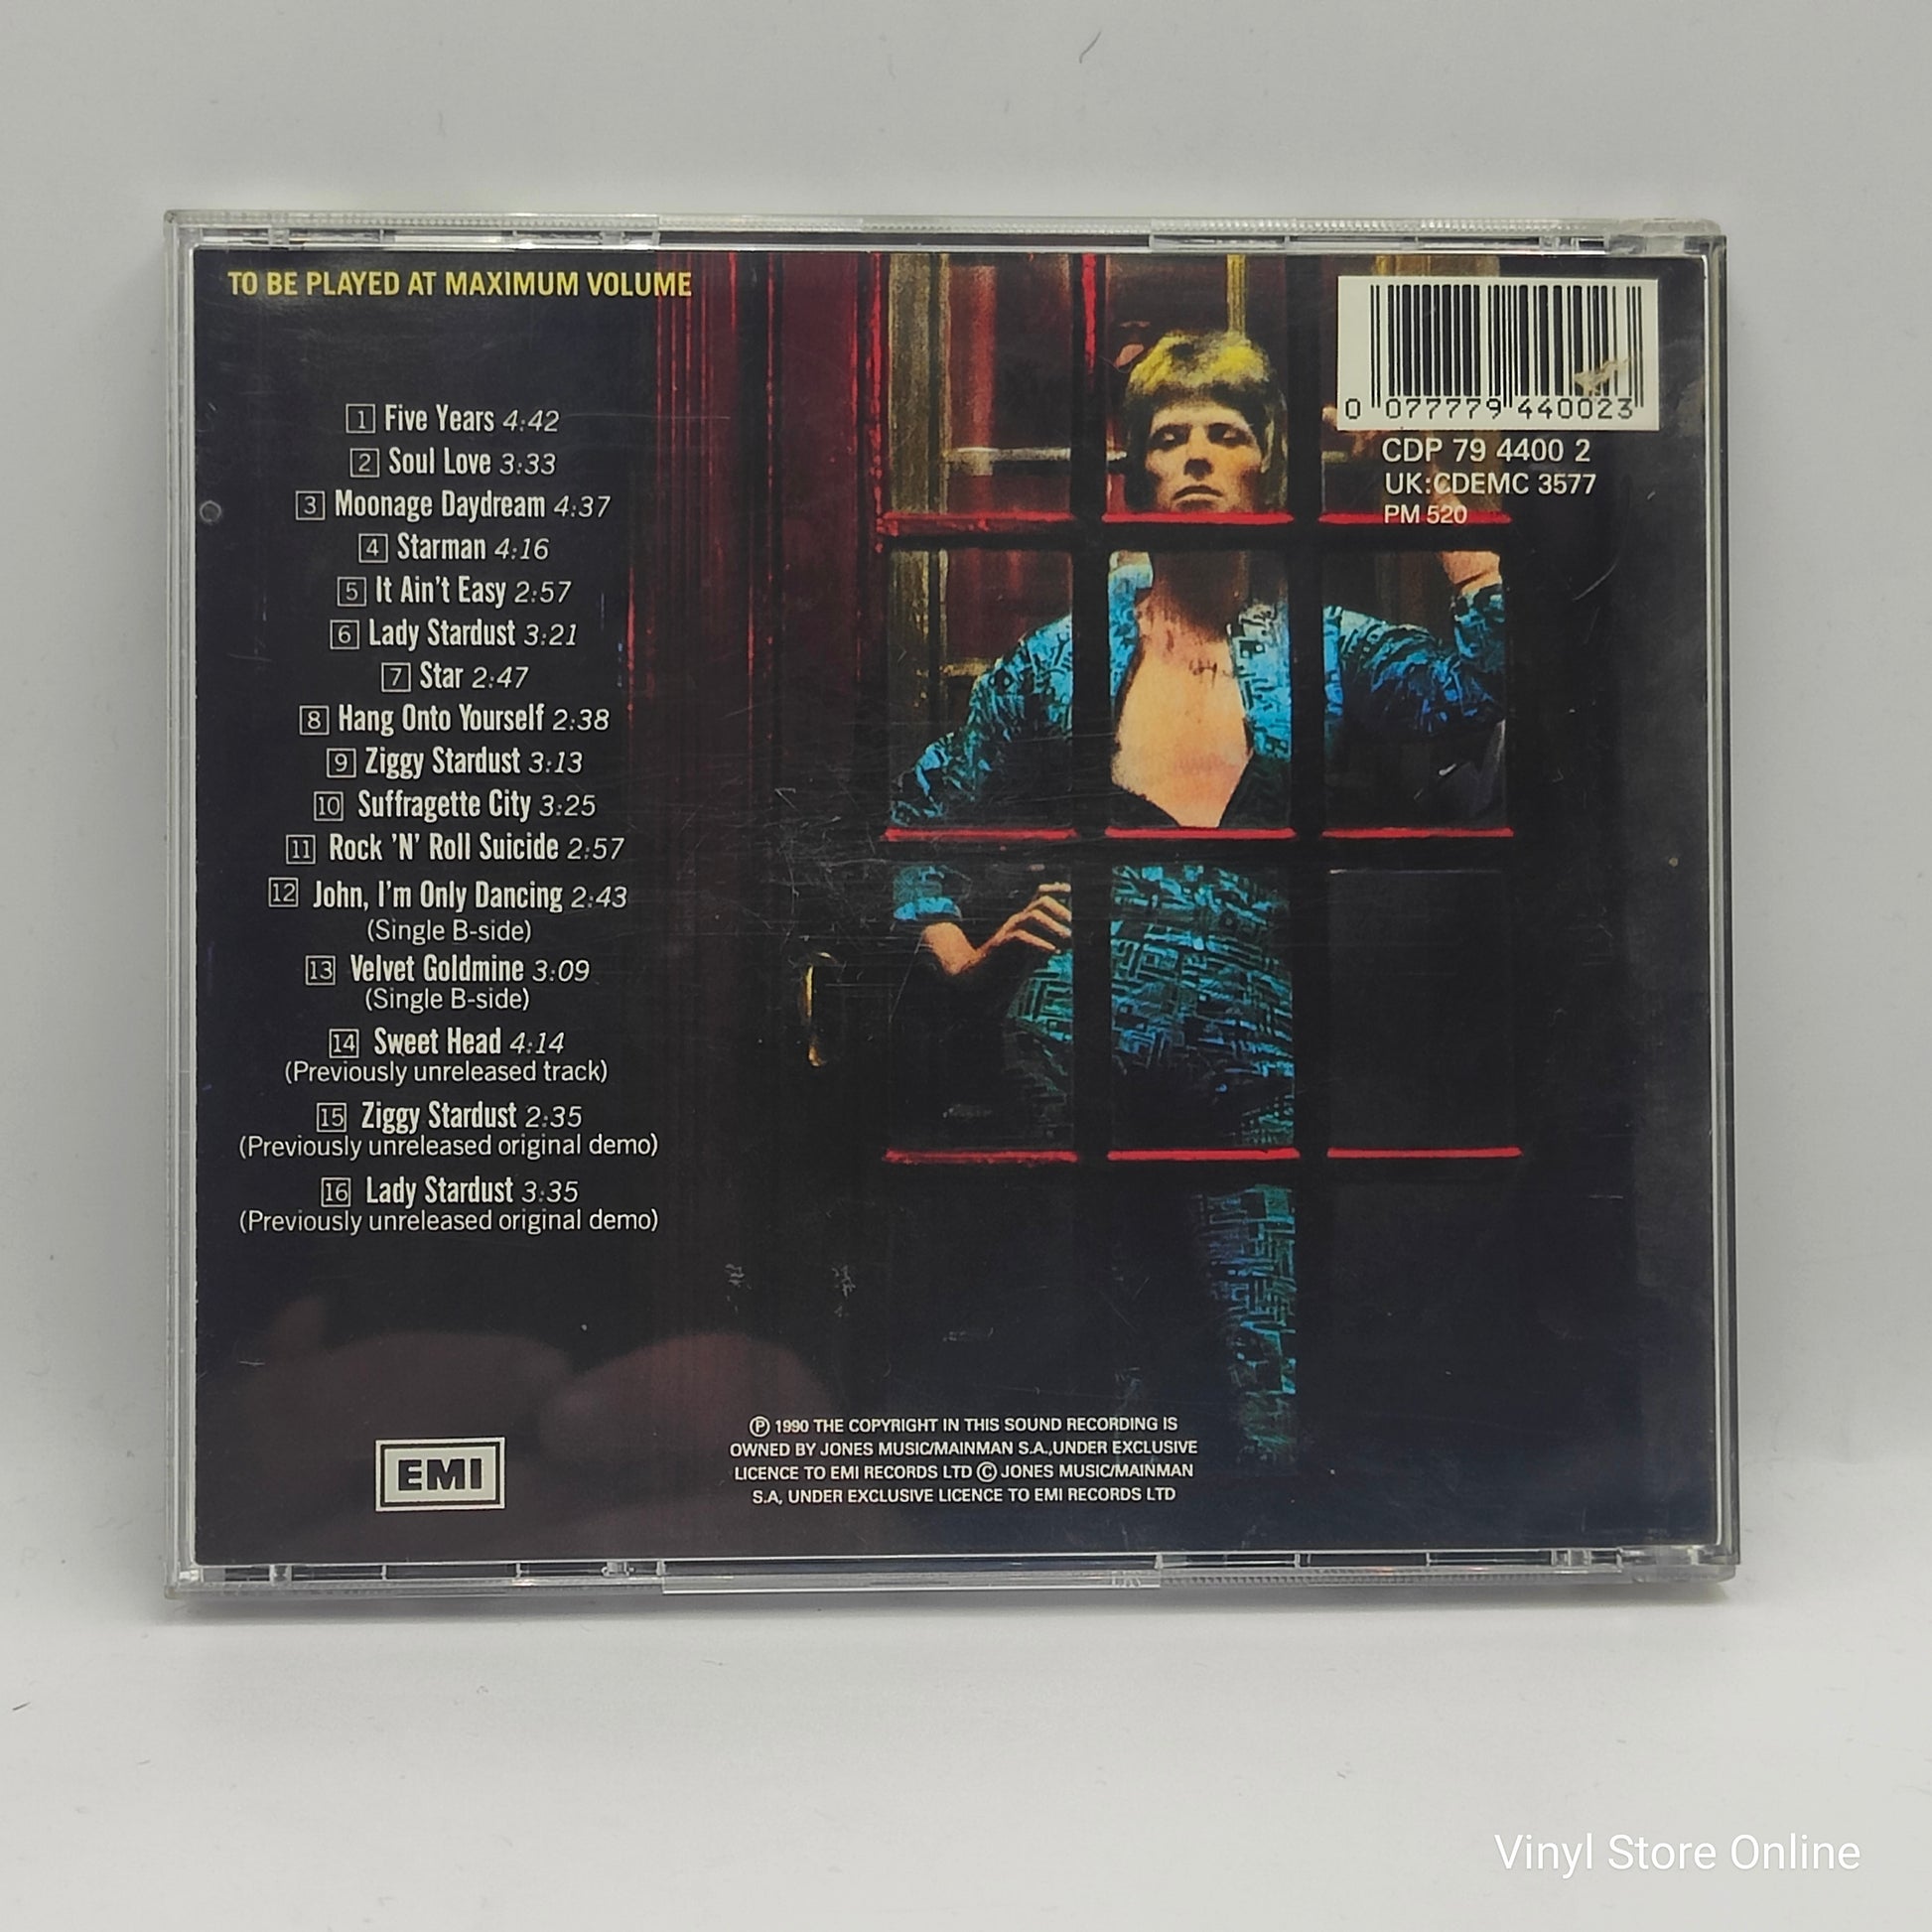 TO BE PLAYED AT MAXIMUM VOLUME
1 Five Years 4:42
2 Soul Love 3:33
3 Moonage Daydream 4:37
4 Starman 4:16
5 It Ain't Easy 2:57
6 Lady Stardust 3:21
7 Star 2:47
8 Hang Onto Yourself 2:38
9 Ziggy Stardust 3:13
10 Suffragette City 3:25
11 Rock 'N' Roll Suicide 2:57
12 John, I'm Only Dancing 2:43
(Single B-side)
13 Velvet Goldmine 3:09
(Single B-side)
14 Sweet Head 4:14
(Previously unreleased track)
15 Ziggy Stardust 2:35
(Previously unreleased original demo)
16 Lady Stardust 3:35
(Previously unreleased original demo)
0 077779 440023
CDP 79 4400 2
UK:CDEMC 3577
PM 520
EMI
Ⓟ 1990 THE COPYRIGHT IN THIS SOUND RECORDING IS
OWNED BY JONES MUSIC/MAINMAN S.A.,UNDER EXCLUSIVE
LICENCE TO EMI RECORDS LTD © JONES MUSIC/MAINMAN
S.A, UNDER EXCLUSIVE LICENCE TO EMI RECORDS LTD
Vinyl Store Online